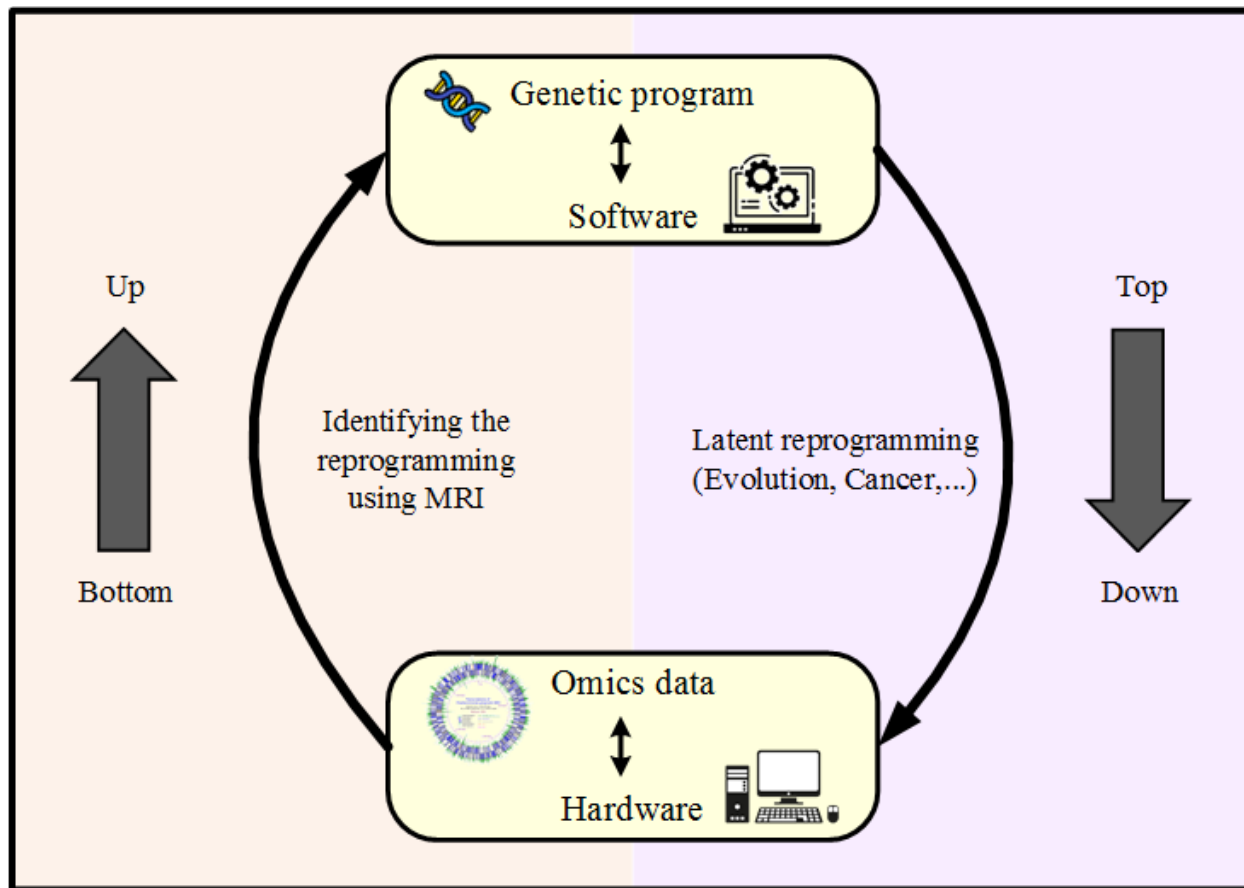 Genetic program
Software
Up
Bottom
Identifying the
reprogramming
using MRI
Latent reprogramming
(Evolution, Cancer,...)
Top
Down
Omics data
Hardware